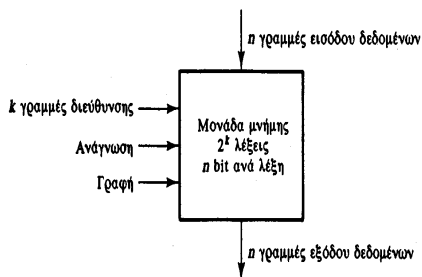 n γραμμές εισόδου δεδομένων
k γραμμές διεύθυνσης
Ανάγνωση
Γραφή
Μονάδα μνήμης
2^k λέξεις
n bit ανά λέξη
n γραμμές εξόδου δεδομένων